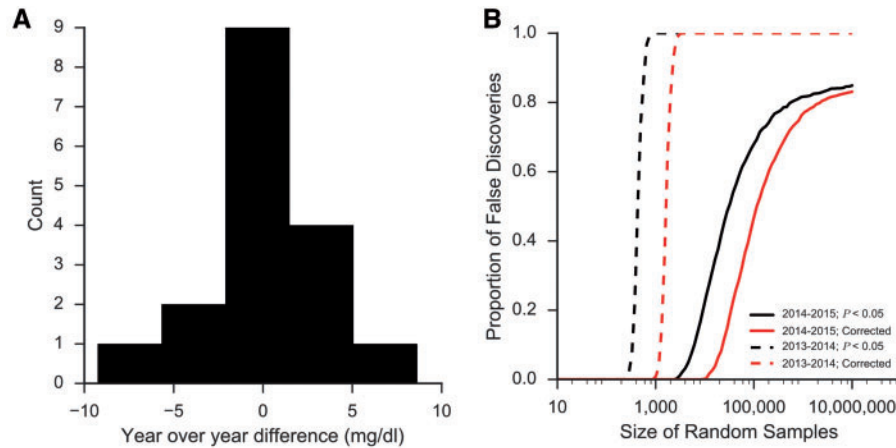 A
9
8
7
6
5
4
3
2
1
0
Count
−10
−5
0
5
10
Year over year difference (mg/dl)
B
1.0
0.8
0.6
0.4
0.2
0.0
Proportion of False Discoveries
2014-2015; P < 0.05
2014-2015; Corrected
2013-2014; P < 0.05
2013-2014; Corrected
10
1,000
100,000
10,000,000
Size of Random Samples